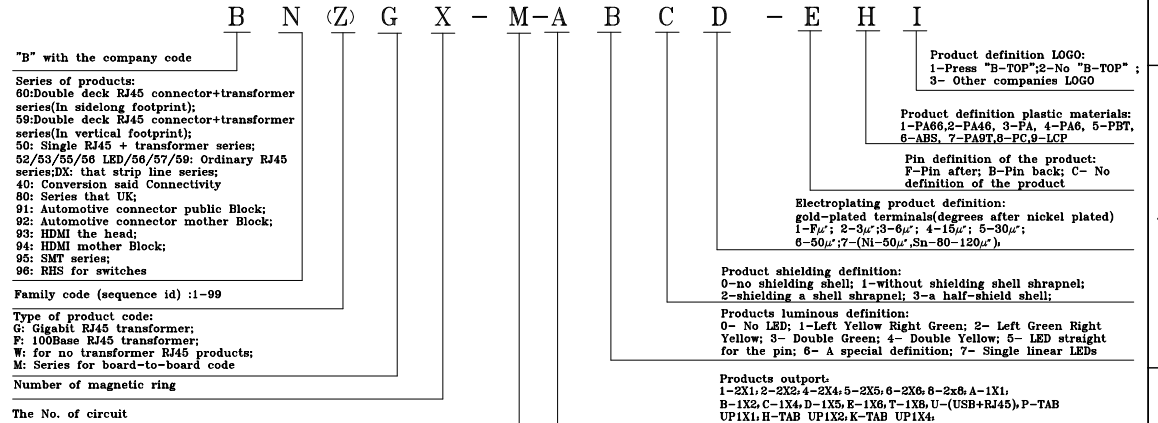 B N (Z) G X - M-A B C D - E H I
"B" with the company code
Series of products:
60:Double deck RJ45 connector+transformer
series(In sidelong footprint);
59:Double deck RJ45 connector+transformer
series(In vertical footprint);
50: Single RJ45 + transformer series;
52/53/55/56 LED/56/57/59: Ordinary RJ45
series;DX: that strip line series;
40: Conversion said Connectivity
80: Series that UK;
91: Automotive connector public Block;
92: Automotive connector mother Block;
93: HDMI the head;
94: HDMI mother Block;
95: SMT series;
96: RHS for switches
Family code (sequence id) :1-99
Type of product code:
G: Gigabit RJ45 transformer;
F: 100Base RJ45 transformer;
W: for no transformer RJ45 products;
M: Series for board-to-board code
Number of magnetic ring
The No. of circuit
Product definition LOGO:
1-Press "B-TOP";2-No "B-TOP" ;
3- Other companies LOGO
Product definition plastic materials:
1-PA66,2-PA46, 3-PA, 4-PA6, 5-PBT,
6-ABS, 7-PA9T,8-PC,9-LCP
Pin definition of the product:
F-Pin after; B-Pin back; C- No
definition of the product
Electroplating product definition:
gold-plated terminals(degrees after nickel plated)
1-Fμ"; 2-3μ";3-6μ"; 4-15μ"; 5-30μ";
6-50μ";7-(Ni-50μ",Sn-80-120μ");
Product shielding definition:
0-no shielding shell; 1-without shielding shell shrapnel;
2-shielding a shell shrapnel; 3-a half-shield shell;
Products luminous definition:
0- No LED; 1-Left Yellow Right Green; 2- Left Green Right
Yellow; 3- Double Green; 4- Double Yellow; 5- LED straight
for the pin; 6- A special definition; 7- Single linear LEDs
Products outport:
1-2X1; 2-2X2; 4-2X4; 5-2X5; 6-2X6; 8-2x8; A-1X1;
B-1X2; C-1X4; D-1X5; E-1X6; T-1X8; U-(USB+RJ45); P-TAB
UP1X1; H-TAB UP1X2; K-TAB UP1X4;